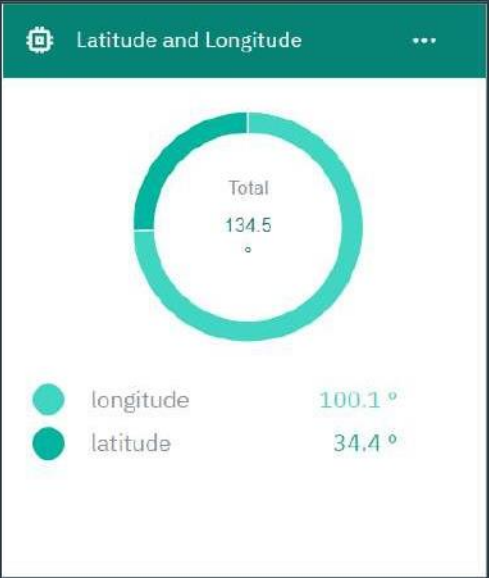 Latitude and Longitude
Total
134.5
°
longitude 100.1 °
latitude 34.4 °